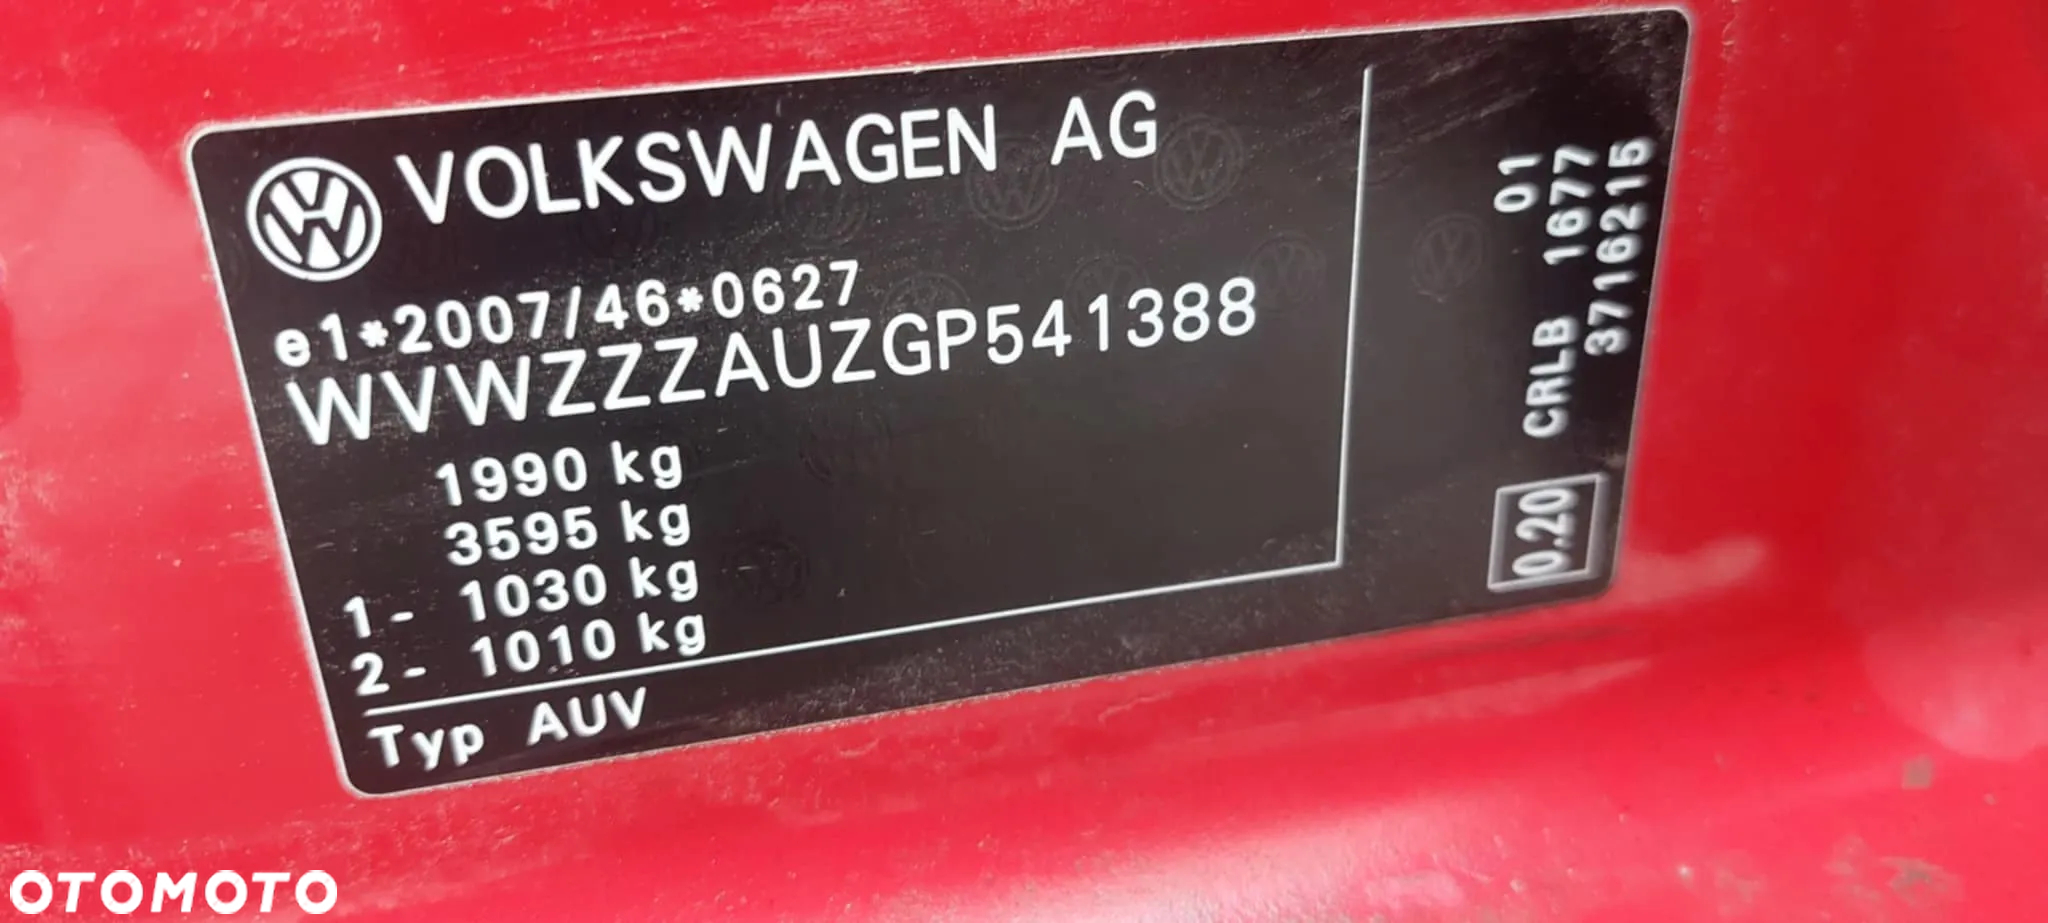 VOLKSWAGEN AG
e1*2007/46*0627
WVWZZZAUZGP541388
1990 kg
3595 kg
1- 1030 kg
2- 1010 kg
Typ AUV
0.20 CRLB 1677 01
3716215
OTOMOTO